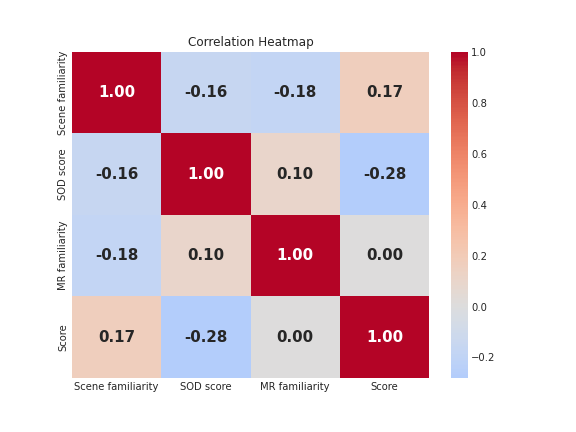 Correlation Heatmap
Scene familiarity
1.00 -0.16 -0.18 0.17
SOD score
-0.16 1.00 0.10 -0.28
MR familiarity
-0.18 0.10 1.00 0.00
Score
0.17 -0.28 0.00 1.00
Scene familiarity SOD score MR familiarity Score
1.0
0.8
0.6
0.4
0.2
0.0
−0.2